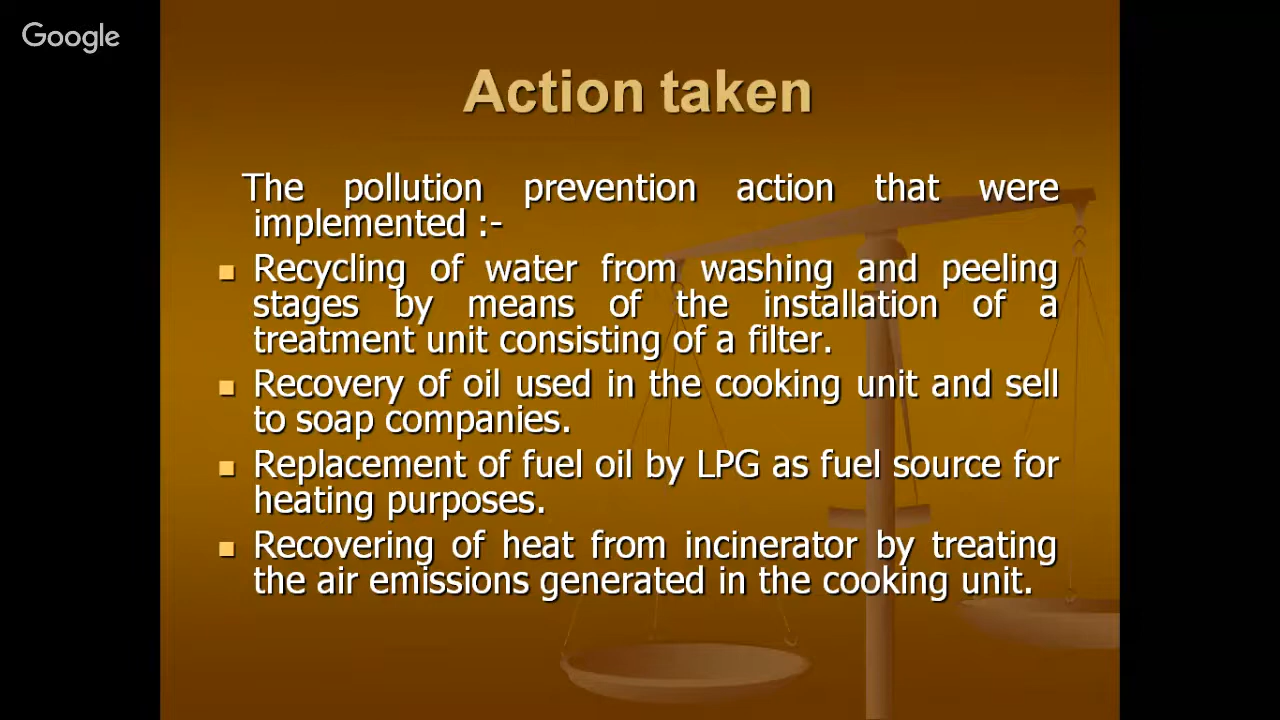 Google
Action taken
The pollution prevention action that were
implemented :-
Recycling of water from washing and peeling
stages by means of the installation of a
treatment unit consisting of a filter.
Recovery of oil used in the cooking unit and sell
to soap companies.
Replacement of fuel oil by LPG as fuel source for
heating purposes.
Recovering of heat from incinerator by treating
the air emissions generated in the cooking unit.